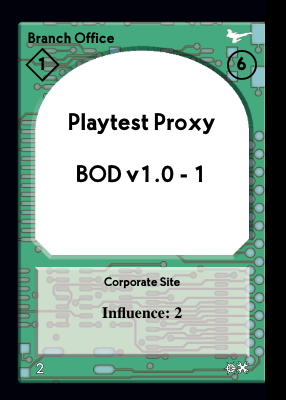 Branch Office
1 6
Playtest Proxy
BOD v1.0 - 1
Corporate Site
Influence: 2
2